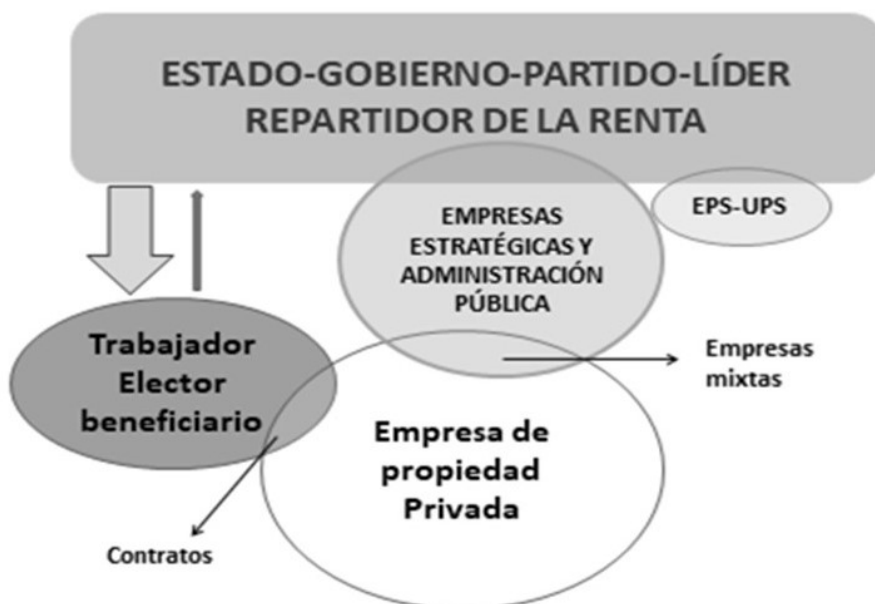 ESTADO-GOBIERNO-PARTIDO-LÍDER
REPARTIDOR DE LA RENTA
EMPRESAS
ESTRATÉGICAS Y
ADMINISTRACIÓN
PÚBLICA
EPS-UPS
Trabajador
Elector
beneficiario
Empresas
mixtas
Empresa de
propiedad
Privada
Contratos